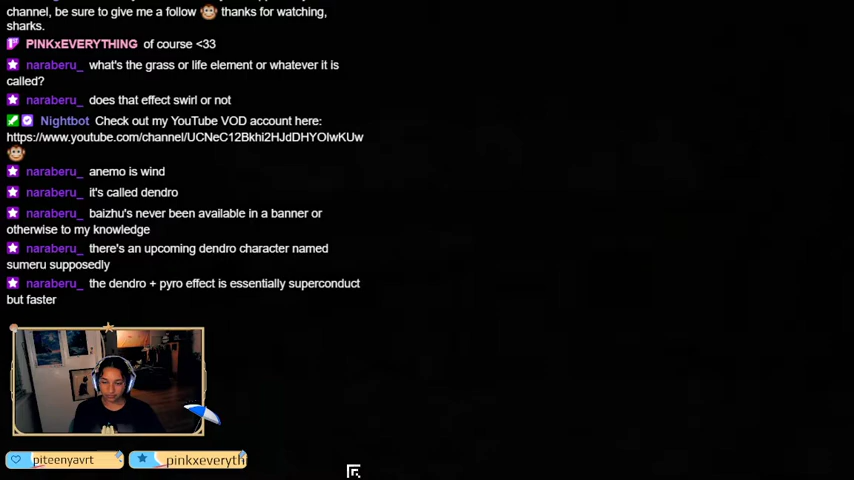 channel, be sure to give me a follow 🐵 thanks for watching,
sharks.
PINKxEVERYTHING of course <33
naraberu_ what's the grass or life element or whatever it is
called?
naraberu_ does that effect swirl or not
Nightbot Check out my YouTube VOD account here:
https://www.youtube.com/channel/UCNeC12Bkhi2HJdDHYOlwKUw
🐵
naraberu_ anemo is wind
naraberu_ it's called dendro
naraberu_ baizhu's never been available in a banner or
otherwise to my knowledge
naraberu_ there's an upcoming dendro character named
sumeru supposedly
naraberu_ the dendro + pyro effect is essentially superconduct
but faster
piteenyavrt
pinkxeveryth